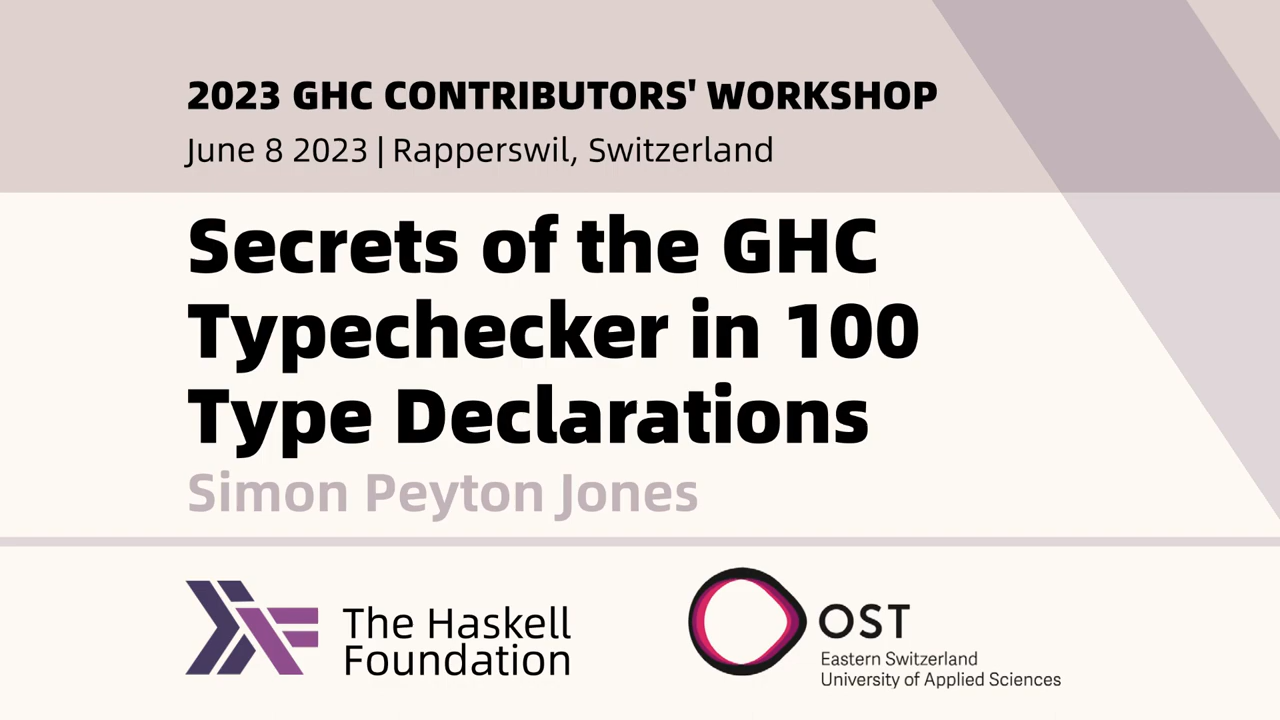 2023 GHC CONTRIBUTORS' WORKSHOP
June 8 2023 | Rapperswil, Switzerland
Secrets of the GHC
Typechecker in 100
Type Declarations
Simon Peyton Jones
The Haskell
Foundation
OST
Eastern Switzerland
University of Applied Sciences